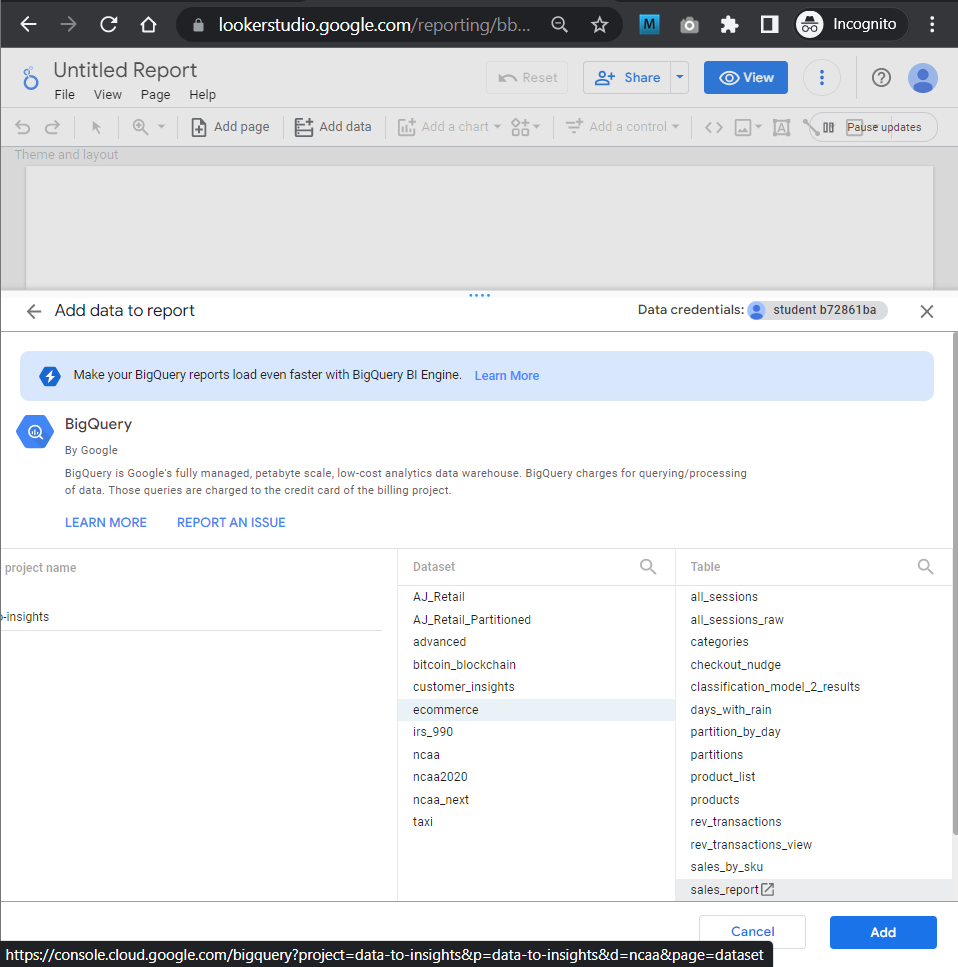 lookerstudio.google.com/reporting/bb...
M
Incognito
Untitled Report
Reset
Share
View
File View Page Help
Add page
Add data
Add a chart
Add a control
Pause updates
Theme and layout
Add data to report
Data credentials:
student b72861ba
Make your BigQuery reports load even faster with BigQuery BI Engine. Learn More
BigQuery
By Google
BigQuery is Google's fully managed, petabyte scale, low-cost analytics data warehouse. BigQuery charges for querying/processing
of data. Those queries are charged to the credit card of the billing project.
LEARN MORE REPORT AN ISSUE
project name
-insights
Dataset
AJ_Retail
AJ_Retail_Partitioned
advanced
bitcoin_blockchain
customer_insights
ecommerce
irs_990
ncaa
ncaa2020
ncaa_next
taxi
Table
all_sessions
all_sessions_raw
categories
checkout_nudge
classification_model_2_results
days_with_rain
partition_by_day
partitions
product_list
products
rev_transactions
rev_transactions_view
sales_by_sku
sales_report
Cancel
Add
https://console.cloud.google.com/bigquery?project=data-to-insights&p=data-to-insights&d=ncaa&page=dataset